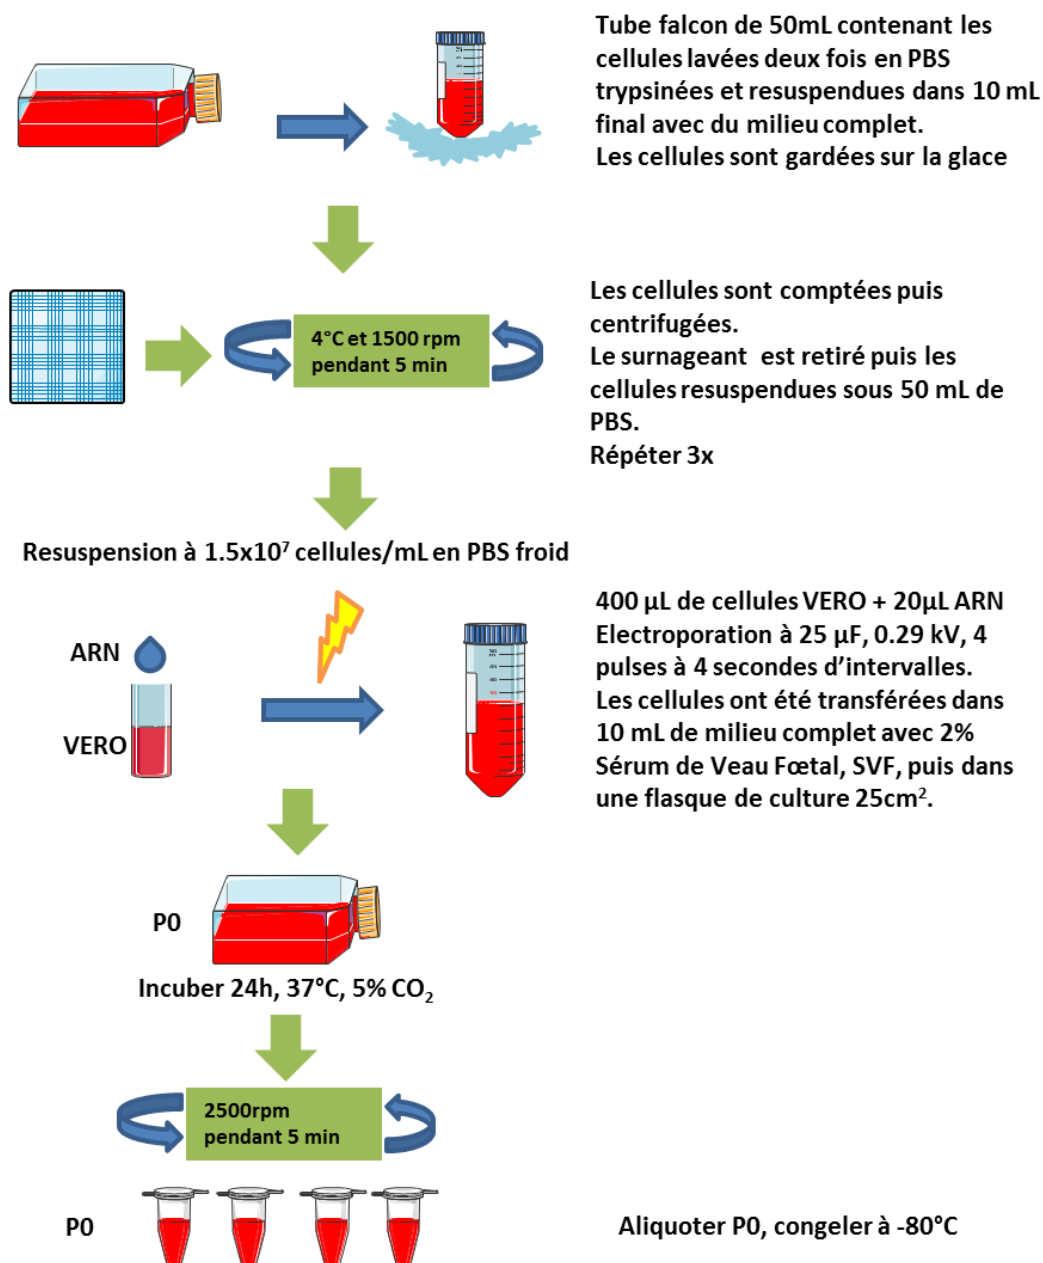 Tube falcon de 50mL contenant les
cellules lavées deux fois en PBS
trypsinées et resuspendues dans 10 mL
final avec du milieu complet.
Les cellules sont gardées sur la glace
4°C et 1500 rpm
pendant 5 min
Les cellules sont comptées puis
centrifugées.
Le surnageant est retiré puis les
cellules resuspendues sous 50 mL de
PBS.
Répéter 3x
Resuspension à 1.5x10⁷ cellules/mL en PBS froid
ARN
VERO
400 µL de cellules VERO + 20µL ARN
Electroporation à 25 µF, 0.29 kV, 4
pulses à 4 secondes d'intervalles.
Les cellules ont été transférées dans
10 mL de milieu complet avec 2%
Sérum de Veau Fœtal, SVF, puis dans
une flasque de culture 25cm².
P0
Incuber 24h, 37°C, 5% CO₂
2500rpm
pendant 5 min
P0
Aliquoter P0, congeler à -80°C